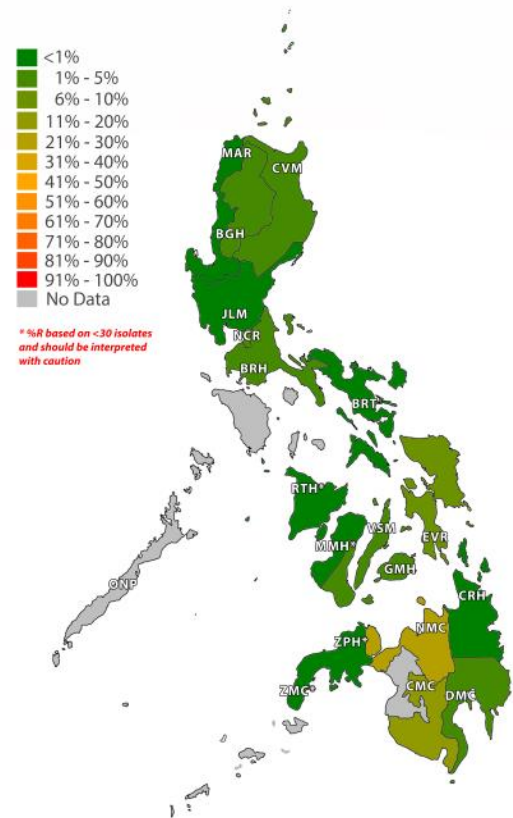 <1%
1% - 5%
6% - 10%
11% - 20%
21% - 30%
31% - 40%
41% - 50%
51% - 60%
61% - 70%
71% - 80%
81% - 90%
91% - 100%
No Data
* %R based on <30 isolates
and should be interpreted
with caution
MAR
CVM
BGH
JLM
NCR
BRH
BRT
RTH*
VSM
EVR
MMH*
GMH
ONP
CRH
NMC
ZPH*
ZMC*
CMC
DMC